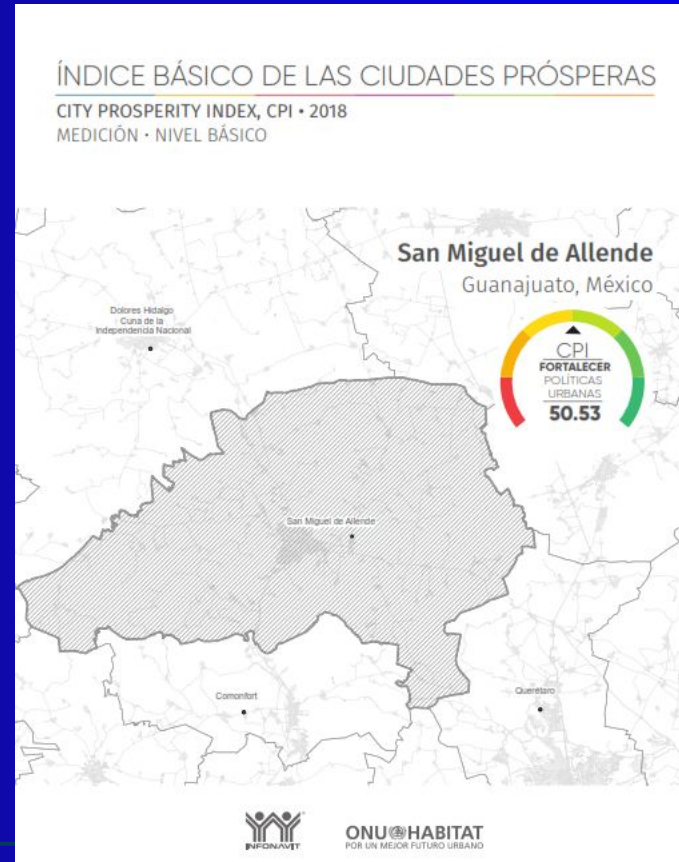 ÍNDICE BÁSICO DE LAS CIUDADES PRÓSPERAS
CITY PROSPERITY INDEX, CPI • 2018
MEDICIÓN • NIVEL BÁSICO
San Miguel de Allende
Guanajuato, México
CPI
FORTALECER
POLÍTICAS
URBANAS
50.53
Dolores Hidalgo
Cuna de la
Independencia Nacional
San Miguel de Allende
Comonfort
Querétaro
INFONAVIT
ONU HABITAT
POR UN MEJOR FUTURO URBANO